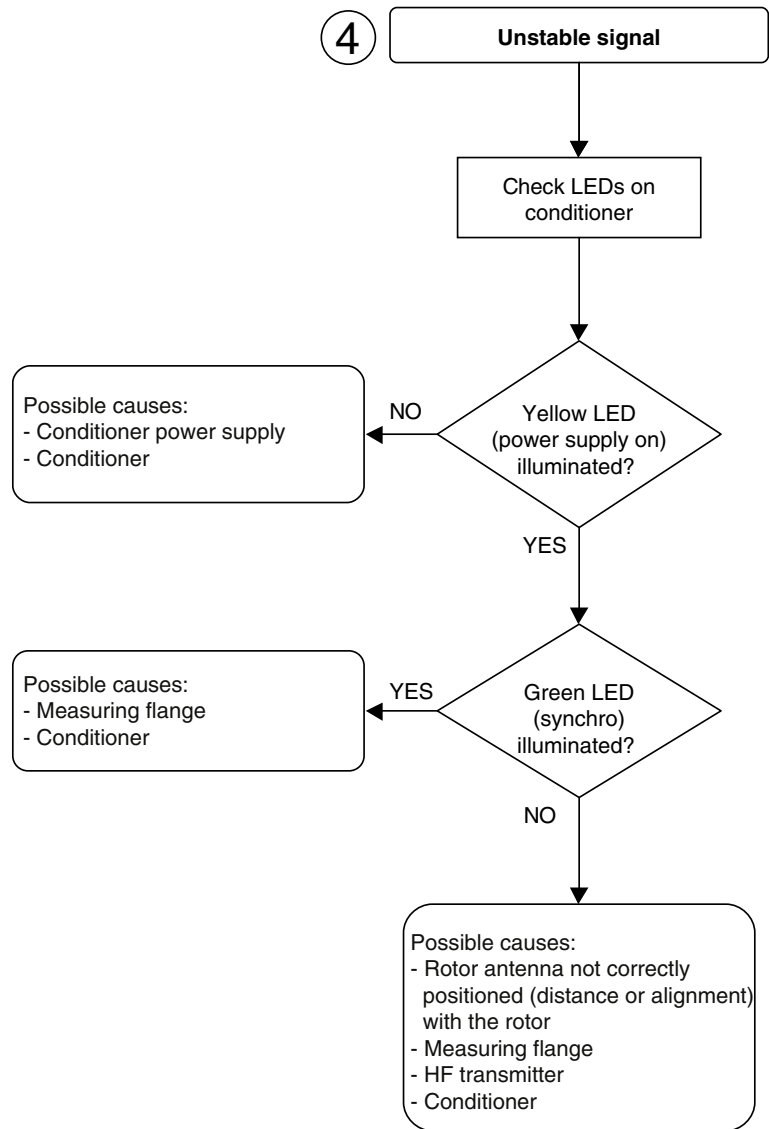 4
Unstable signal
Check LEDs on
conditioner
Yellow LED
(power supply on)
illuminated?
NO
Possible causes:
- Conditioner power supply
- Conditioner
YES
Green LED
(synchro)
illuminated?
YES
Possible causes:
- Measuring flange
- Conditioner
NO
Possible causes:
- Rotor antenna not correctly
positioned (distance or alignment)
with the rotor
- Measuring flange
- HF transmitter
- Conditioner